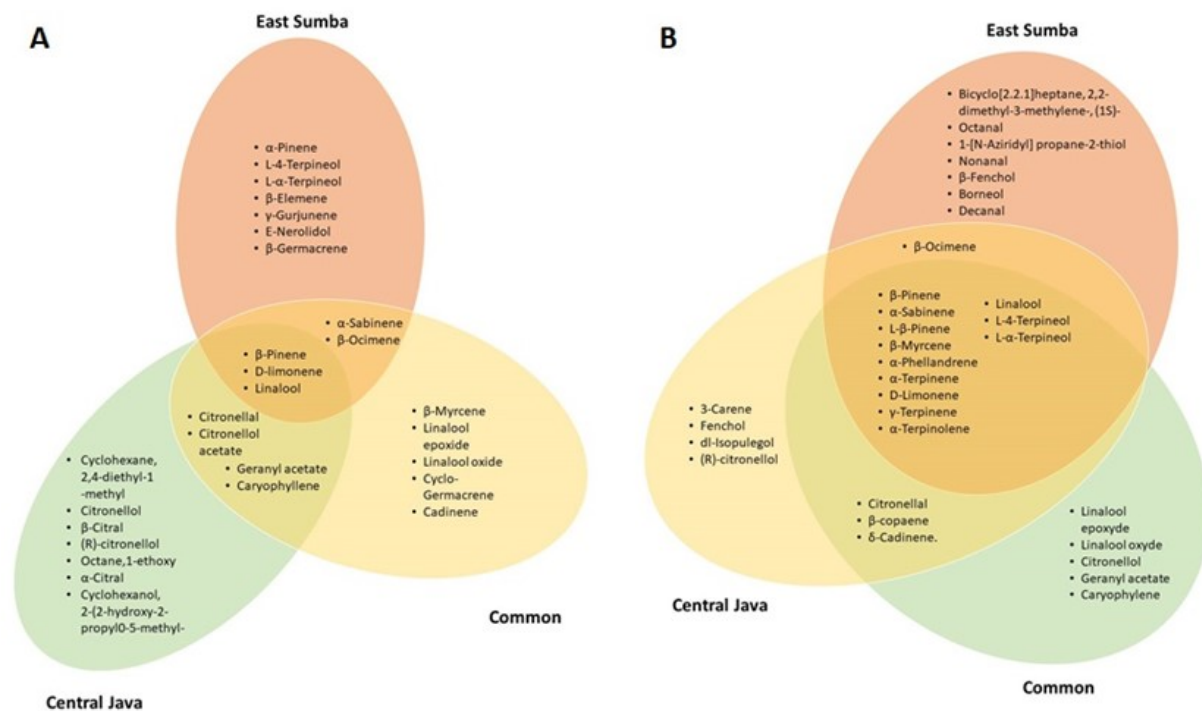 A
East Sumba
• α-Pinene
• L-4-Terpineol
• L-α-Terpineol
• β-Elemene
• γ-Gurjunene
• E-Nerolidol
• β-Germacrene
• α-Sabinene
• β-Ocimene
• β-Pinene
• D-limonene
• Linalool
• Citronellal
• Citronellol
acetate
• Geranyl acetate
• Caryophyllene
• β-Myrcene
• Linalool
epoxide
• Linalool oxide
• Cyclo-
Germacrene
• Cadinene
• Cyclohexane,
2,4-diethyl-1
-methyl
• Citronellol
• β-Citral
• (R)-citronellol
• Octane,1-ethoxy
• α-Citral
• Cyclohexanol,
2-(2-hydroxy-2-
propyl0-5-methyl-
Common
Central Java
B
East Sumba
• Bicyclo[2.2.1]heptane, 2,2-
dimethyl-3-methylene-, (1S)-
• Octanal
• 1-[N-Aziridyl] propane-2-thiol
• Nonanal
• β-Fenchol
• Borneol
• Decanal
• β-Ocimene
• β-Pinene
• α-Sabinene
• L-β-Pinene
• β-Myrcene
• α-Phellandrene
• α-Terpinene
• D-Limonene
• γ-Terpinene
• α-Terpinolene
• Linalool
• L-4-Terpineol
• L-α-Terpineol
• 3-Carene
• Fenchol
• dl-Isopulegol
• (R)-citronellol
• Citronellal
• β-copaene
• δ-Cadinene.
• Linalool
epoxyde
• Linalool oxyde
• Citronellol
• Geranyl acetate
• Caryophylene
Central Java
Common